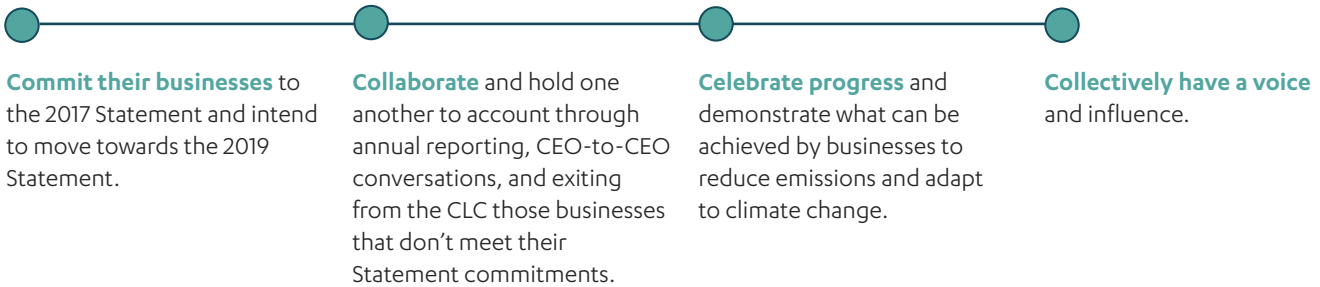 Commit their businesses to
the 2017 Statement and intend
to move towards the 2019
Statement.
Collaborate and hold one
another to account through
annual reporting, CEO-to-CEO
conversations, and exiting
from the CLC those businesses
that don't meet their
Statement commitments.
Celebrate progress and
demonstrate what can be
achieved by businesses to
reduce emissions and adapt
to climate change.
Collectively have a voice
and influence.